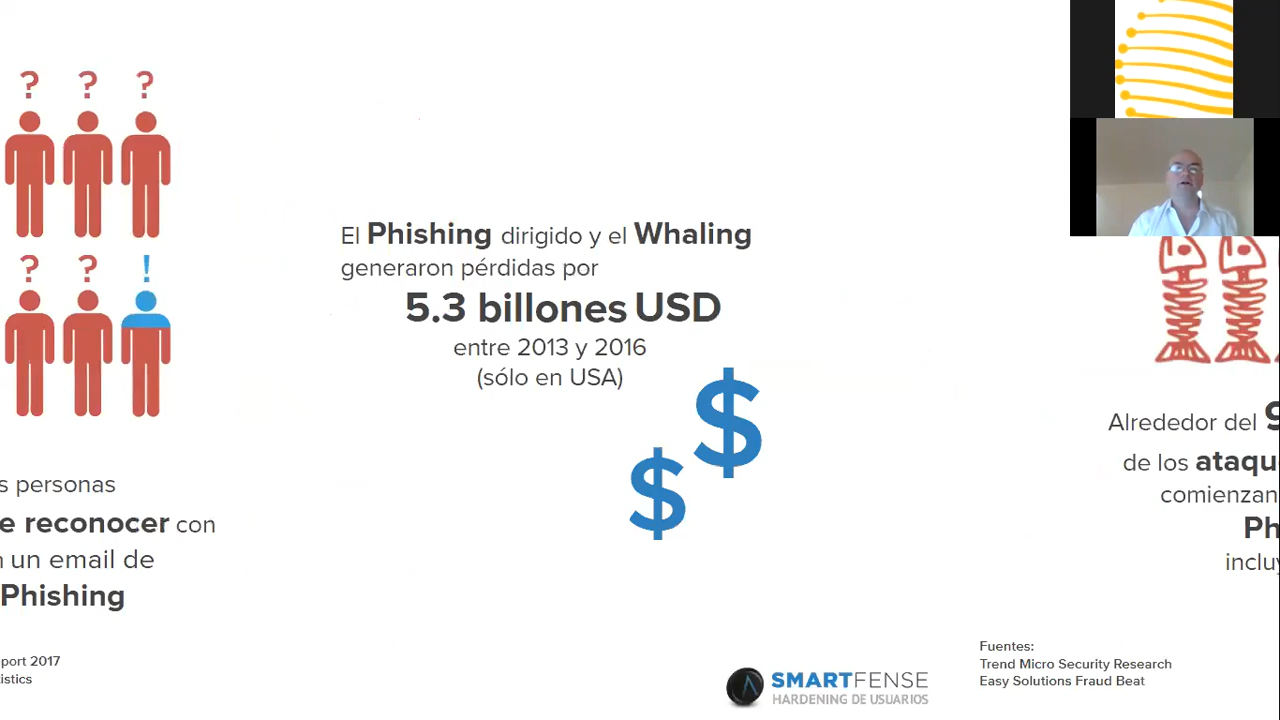 ? ? ?
? ? !
s personas
e reconocer con
un email de
Phishing
port 2017
istics
El Phishing dirigido y el Whaling
generaron pérdidas por
5.3 billones USD
entre 2013 y 2016
(sólo en USA)
$
$
SMARTFENSE
HARDENING DE USUARIOS
Alrededor del 9
de los ataqu
comienzan
Ph
inclu
Fuentes:
Trend Micro Security Research
Easy Solutions Fraud Beat